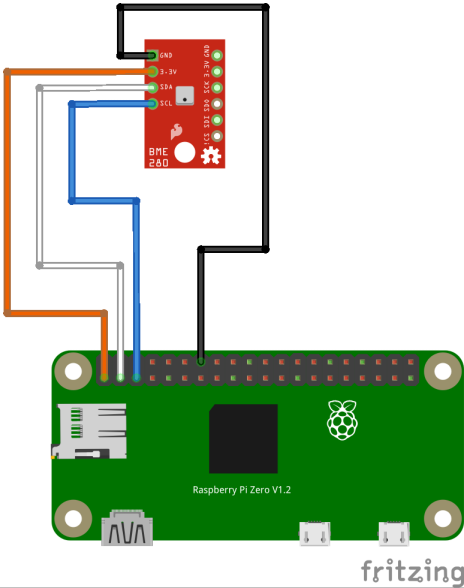 GND
3.3V
SDA
SCL
GND
3.3V
SCK
SDO
SDI
!CS
BME
280
Raspberry Pi Zero V1.2
fritzing